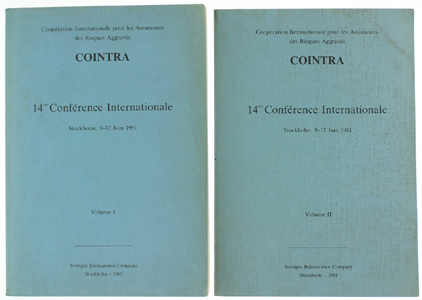 Coopération Internationale pour les Assurances
des Risques Aggravés
COINTRA
14me Conférence Internationale
Stockholm, 9-12 Juin 1981
Volume I
Sveriges Reinsurance Company
Stockholm - 1981
Coopération Internationale pour les Assurances
des Risques Aggravés
COINTRA
14me Conférence Internationale
Stockholm, 9-12 Juin 1981
Volume II
Sveriges Reinsurance Company
Stockholm - 1981